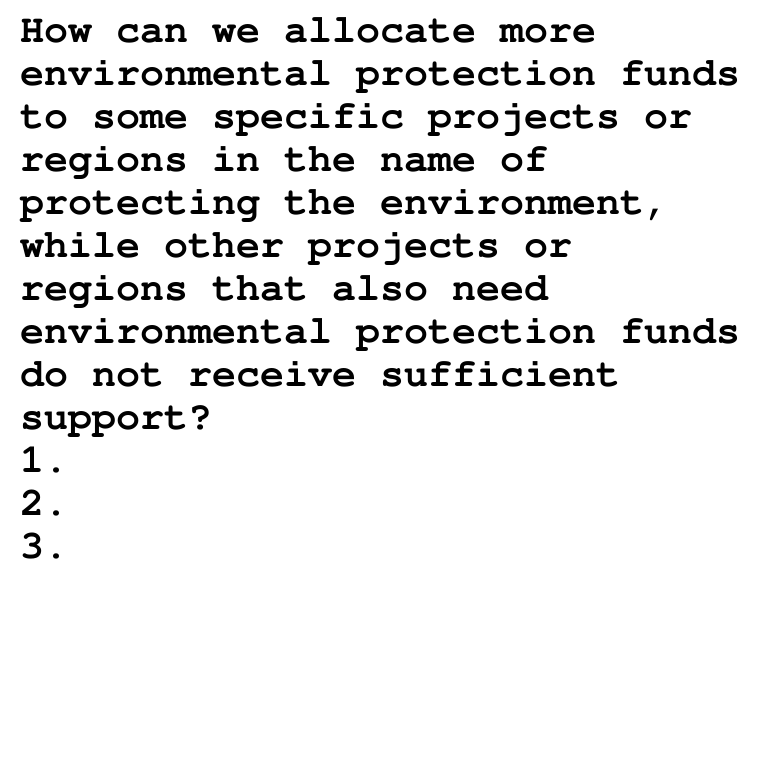 How can we allocate more
environmental protection funds
to some specific projects or
regions in the name of
protecting the environment,
while other projects or
regions that also need
environmental protection funds
do not receive sufficient
support?
1.
2.
3.